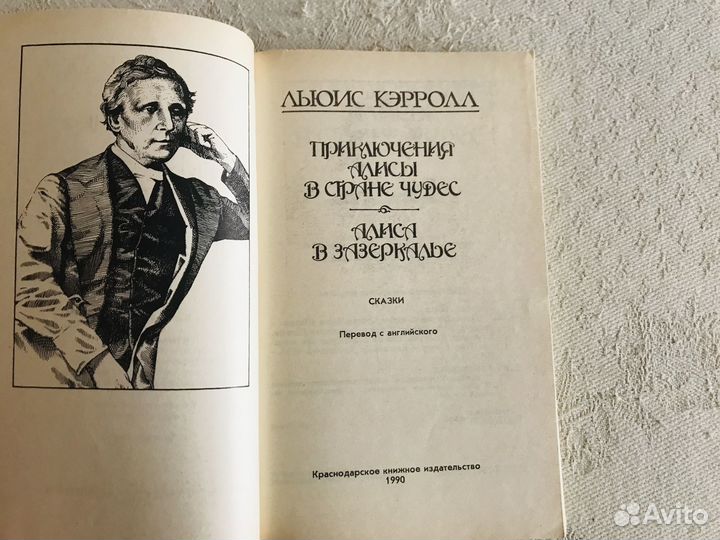 ЛЬЮИС КЭРРОЛЛ
ПРИКЛЮЧЕНИЯ
АЛИСЫ
В СТРАНЕ ЧУДЕС
АЛИСА
В ЗАЗЕРКАЛЬЕ
СКАЗКИ
Перевод с английского
Краснодарское книжное издательство
1990
Avito